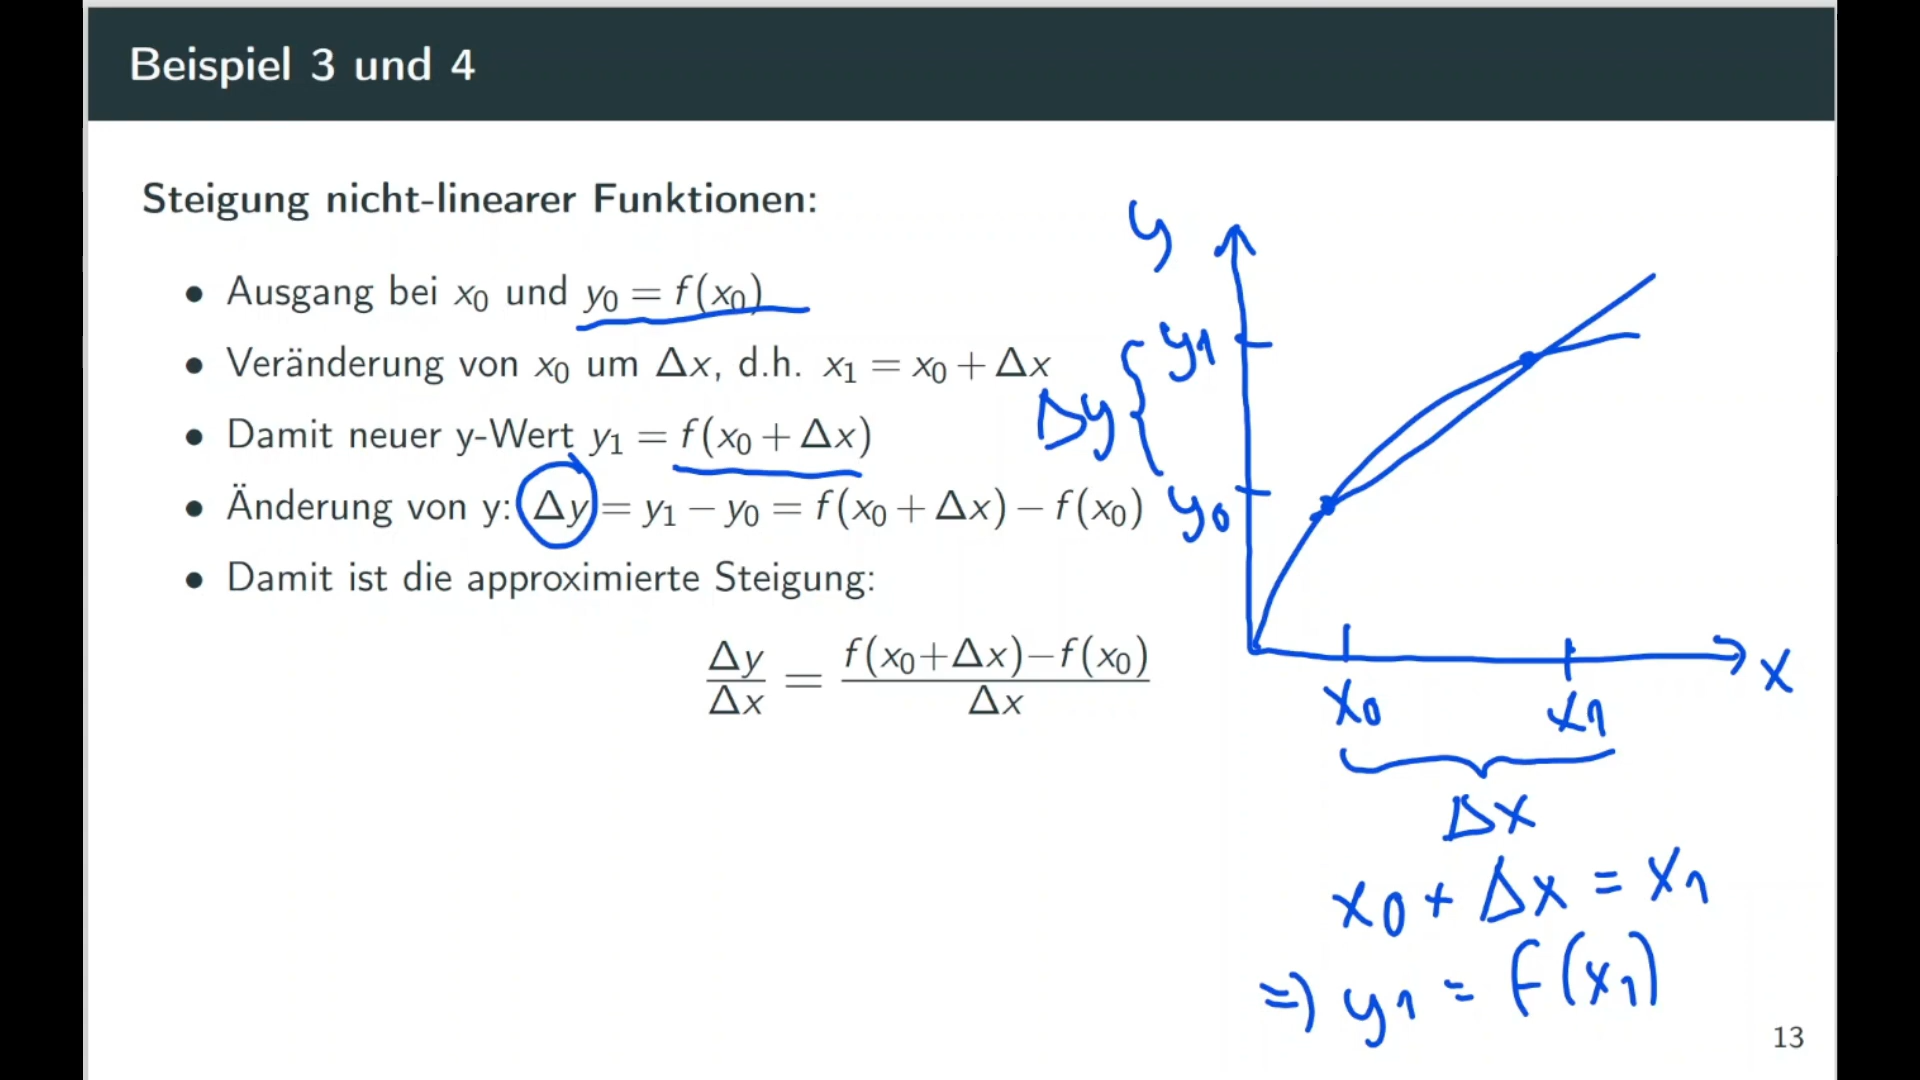 Beispiel 3 und 4
Steigung nicht-linearer Funktionen:
• Ausgang bei x₀ und y₀ = f(x₀)
• Veränderung von x₀ um Δx, d.h. x₁ = x₀ + Δx
• Damit neuer y-Wert y₁ = f(x₀ + Δx)
• Änderung von y: Δy = y₁ − y₀ = f(x₀ + Δx) − f(x₀)
• Damit ist die approximierte Steigung:
Δy/Δx = (f(x₀+Δx)−f(x₀))/Δx
y
y₁
Δy
y₀
x
x₀ x₁
Δx
x₀ + Δx = x₁
⇒ y₁ = f(x₁)
13